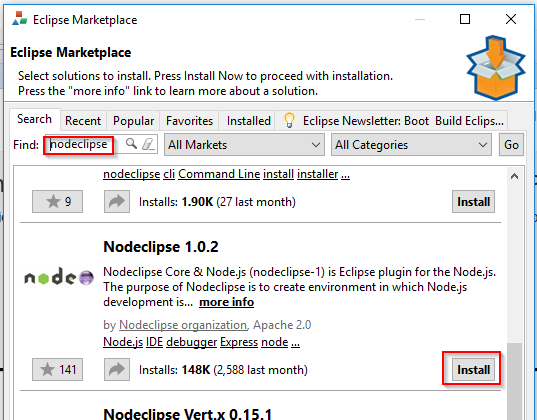 Eclipse Marketplace
Eclipse Marketplace
Select solutions to install. Press Install Now to proceed with installation.
Press the "more info" link to learn more about a solution.
Search Recent Popular Favorites Installed Eclipse Newsletter: Boot Build Eclips...
Find: nodeclipse All Markets All Categories Go
nodeclipse cli Command Line install installer ...
9 Installs: 1.90K (27 last month) Install
Nodeclipse 1.0.2
node
Nodeclipse Core & Node.js (nodeclipse-1) is Eclipse plugin for the Node.js.
The purpose of Nodeclipse is to create environment in which Node.js
development is... more info
by Nodeclipse organization, Apache 2.0
Node.js IDE debugger Express node ...
141 Installs: 148K (2,588 last month) Install
Nodeclipse Vert.x 0.15.1